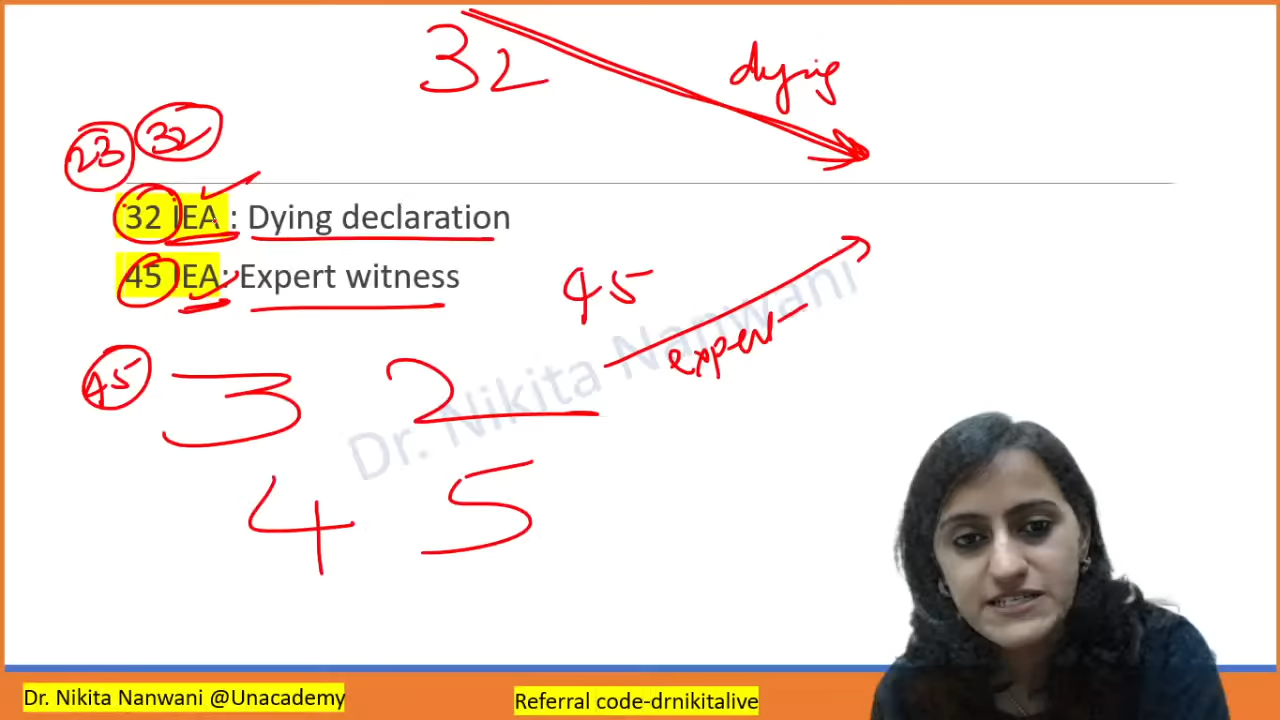 32
dying
23 32
32 IEA : Dying declaration
45 IEA: Expert witness
45
expert
45
3 2
4 5
Dr. Nikita Nanwani
Dr. Nikita Nanwani @Unacademy
Referral code-drnikitalive